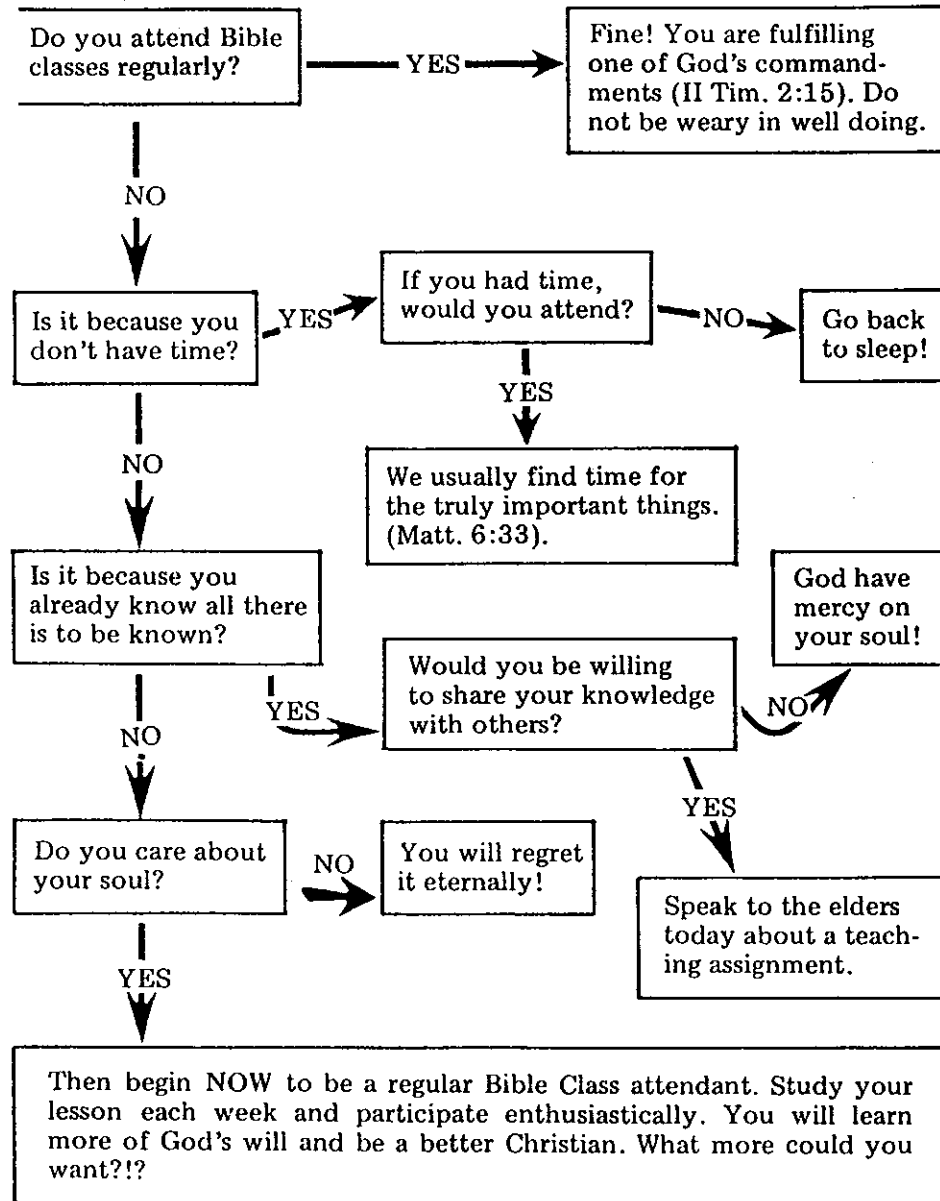 Do you attend Bible
classes regularly?
YES
Fine! You are fulfilling
one of God's command-
ments (II Tim. 2:15). Do
not be weary in well doing.
NO
Is it because you
don't have time?
YES
If you had time,
would you attend?
NO
Go back
to sleep!
YES
We usually find time for
the truly important things.
(Matt. 6:33).
NO
Is it because you
already know all there
is to be known?
YES
Would you be willing
to share your knowledge
with others?
NO
God have
mercy on
your soul!
YES
Speak to the elders
today about a teach-
ing assignment.
NO
Do you care about
your soul?
NO
You will regret
it eternally!
YES
Then begin NOW to be a regular Bible Class attendant. Study your
lesson each week and participate enthusiastically. You will learn
more of God's will and be a better Christian. What more could you
want?!?